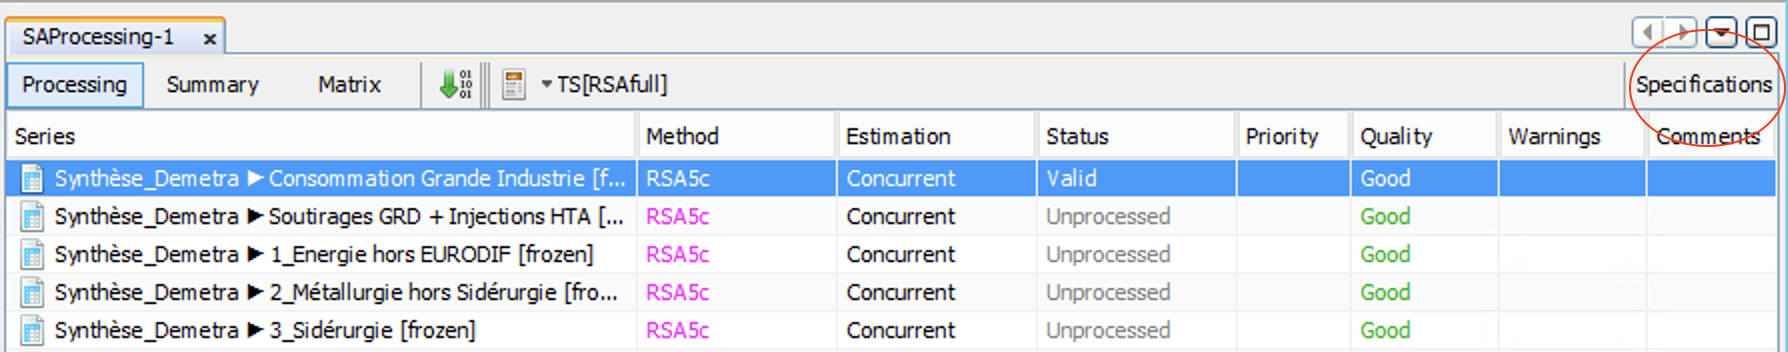 SAProcessing-1 x
Processing Summary Matrix TS[RSAfull] Specifications
Series Method Estimation Status Priority Quality Warnings Comments
Synthèse_Demetra ► Consommation Grande Industrie [f... RSA5c Concurrent Valid Good
Synthèse_Demetra ► Soutirages GRD + Injections HTA [... RSA5c Concurrent Unprocessed Good
Synthèse_Demetra ► 1_Energie hors EURODIF [frozen] RSA5c Concurrent Unprocessed Good
Synthèse_Demetra ► 2_Métallurgie hors Sidérurgie [fro... RSA5c Concurrent Unprocessed Good
Synthèse_Demetra ► 3_Sidérurgie [frozen] RSA5c Concurrent Unprocessed Good